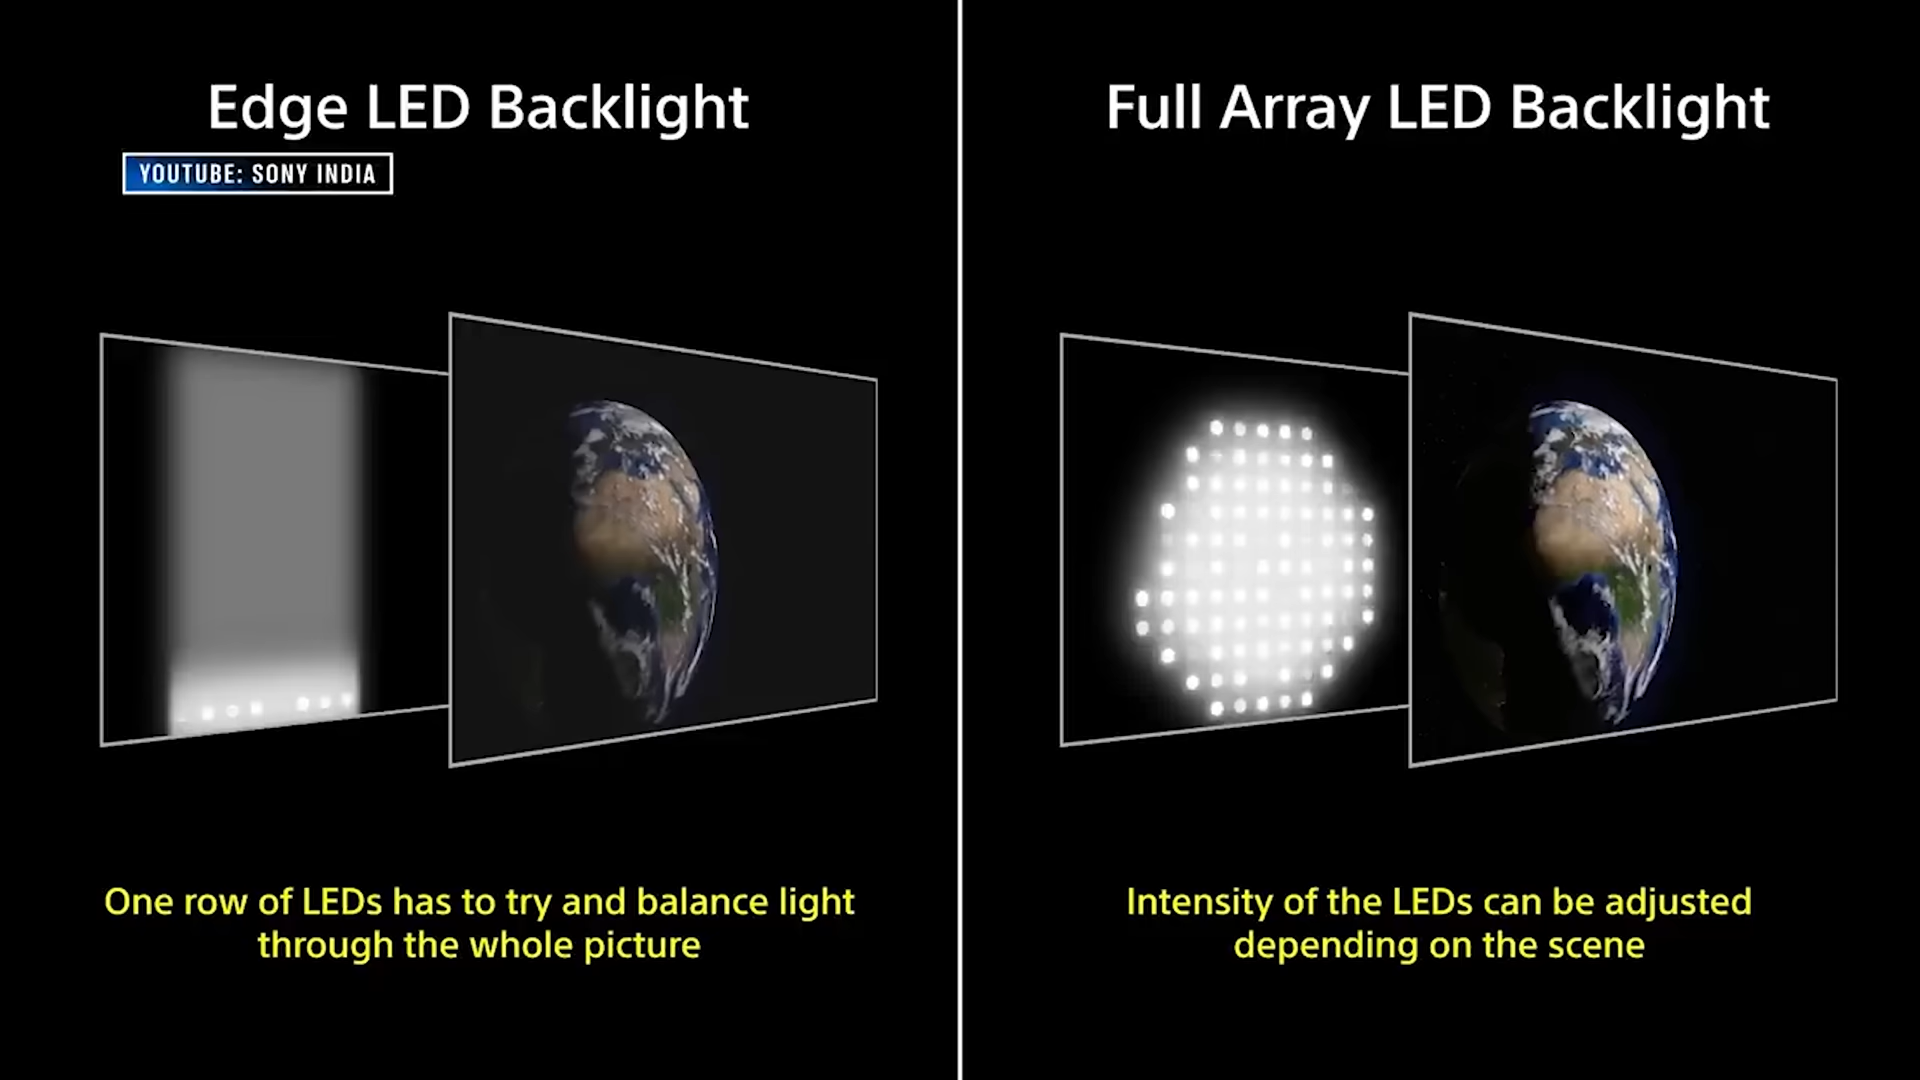 Edge LED Backlight
YOUTUBE: SONY INDIA
One row of LEDs has to try and balance light
through the whole picture
Full Array LED Backlight
Intensity of the LEDs can be adjusted
depending on the scene